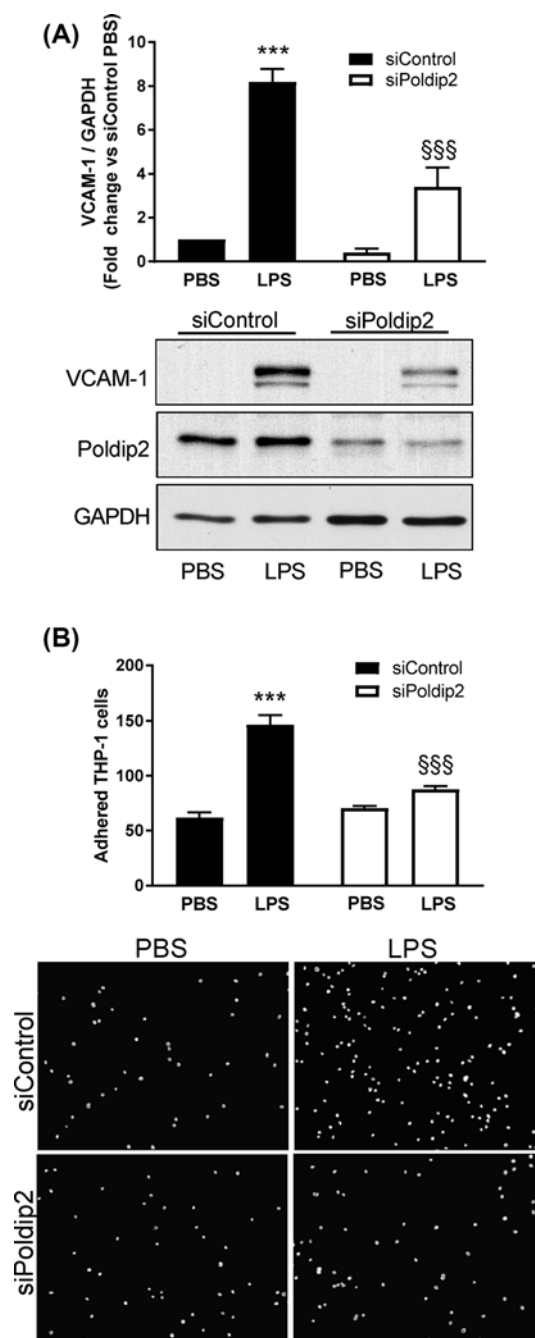 (A)
VCAM-1 / GAPDH
(Fold change vs siControl PBS)
10
8
6
4
2
0
***
§§§
siControl
siPoldip2
PBS LPS PBS LPS
siControl siPoldip2
VCAM-1
Poldip2
GAPDH
PBS LPS PBS LPS
(B)
Adhered THP-1 cells
200
150
100
50
0
***
§§§
siControl
siPoldip2
PBS LPS PBS LPS
PBS LPS
siControl
siPoldip2